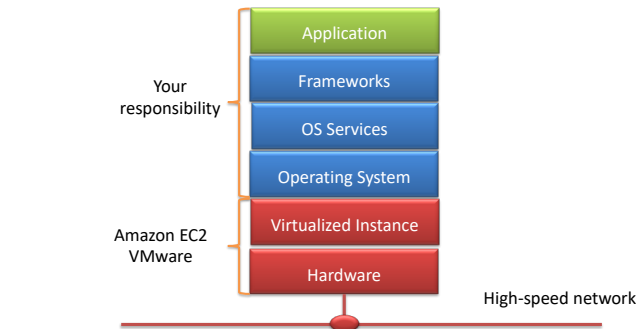 Application
Frameworks
Your
responsibility
OS Services
Operating System
Virtualized Instance
Amazon EC2
VMware
Hardware
High-speed network